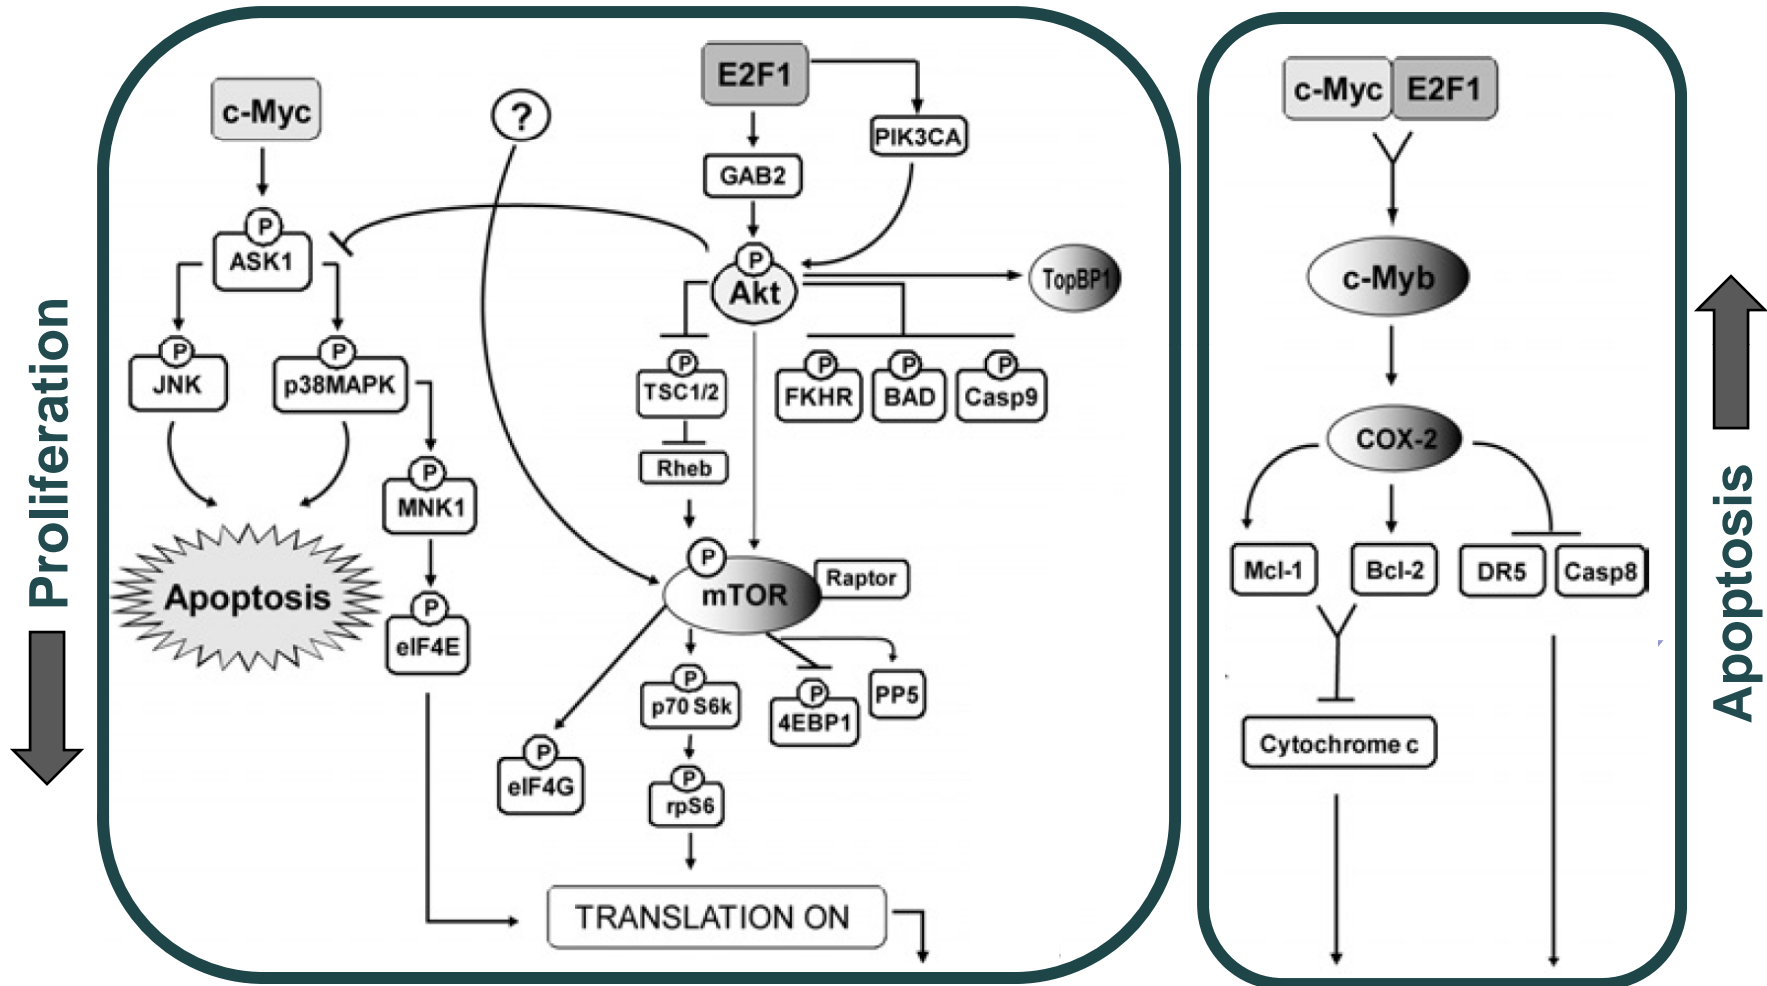 Proliferation
c-Myc
?
E2F1
PIK3CA
GAB2
P
ASK1
P
Akt
TopBP1
P
JNK
P
p38MAPK
P
TSC1/2
P
FKHR
P
BAD
P
Casp9
Rheb
P
MNK1
Apoptosis
P
mTOR
Raptor
P
eIF4E
P
p70 S6k
P
4EBP1
PP5
P
eIF4G
P
rpS6
TRANSLATION ON
c-Myc
E2F1
c-Myb
COX-2
Mcl-1
Bcl-2
DR5
Casp8
Cytochrome c
Apoptosis